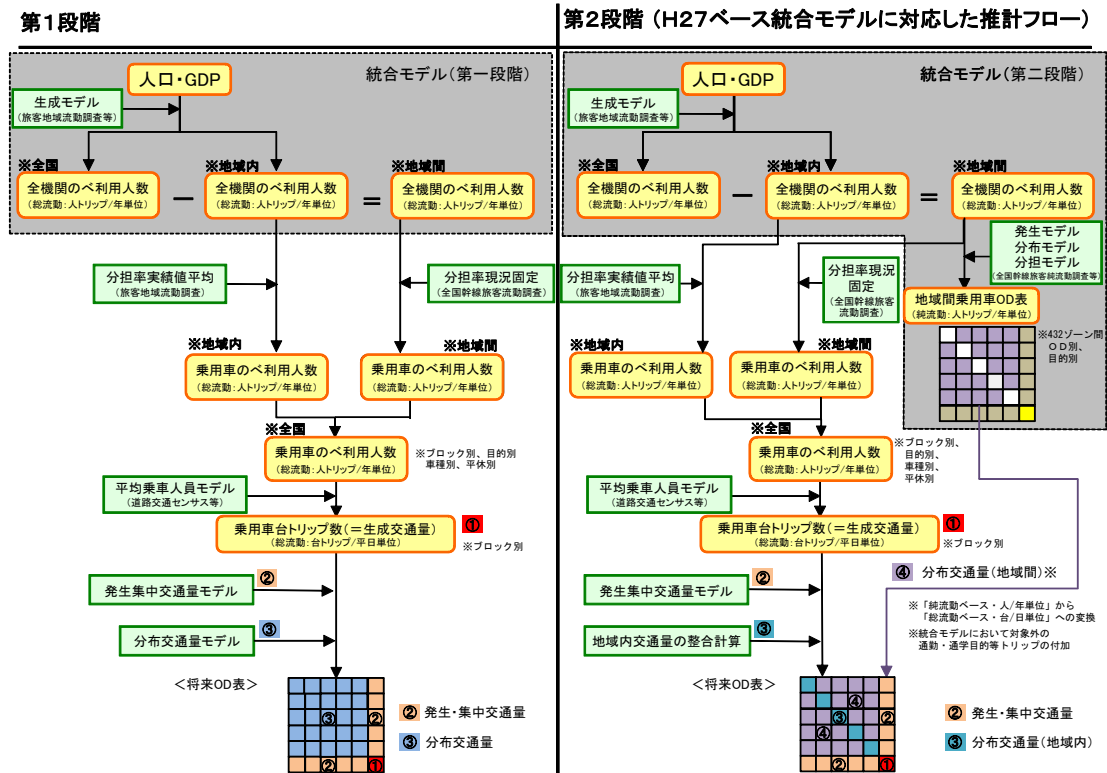 第1段階
統合モデル(第一段階)
人口・GDP
生成モデル
(旅客地域流動調査等)
※全国
※地域内
※地域間
全機関のべ利用人数
(総流動:人トリップ/年単位)
－
全機関のべ利用人数
(総流動:人トリップ/年単位)
＝
全機関のべ利用人数
(総流動:人トリップ/年単位)
分担率実績値平均
(旅客地域流動調査)
分担率現況固定
(全国幹線旅客流動調査)
※地域内
※地域間
乗用車のべ利用人数
(総流動:人トリップ/年単位)
乗用車のべ利用人数
(総流動:人トリップ/年単位)
※全国
乗用車のべ利用人数
(総流動:人トリップ/年単位)
※ブロック別、目的別
車種別、平休別
平均乗車人員モデル
(道路交通センサス等)
乗用車台トリップ数(＝生成交通量)
(総流動:台トリップ/平日単位)
①
※ブロック別
発生集中交通量モデル
②
分布交通量モデル
③
＜将来OD表＞
③
②
②
①
② 発生・集中交通量
③ 分布交通量
第2段階 (H27ベース統合モデルに対応した推計フロー)
統合モデル(第二段階)
人口・GDP
生成モデル
(旅客地域流動調査等)
※全国
※地域内
※地域間
全機関のべ利用人数
(総流動:人トリップ/年単位)
－
全機関のべ利用人数
(総流動:人トリップ/年単位)
＝
全機関のべ利用人数
(総流動:人トリップ/年単位)
発生モデル
分布モデル
分担モデル
(全国幹線旅客純流動調査等)
分担率実績値平均
(旅客地域流動調査)
分担率現況
固定
(全国幹線旅客
流動調査)
地域間乗用車OD表
(純流動:人トリップ/年単位)
※432ゾーン間
OD別、
目的別
※地域内
※地域間
乗用車のべ利用人数
(総流動:人トリップ/年単位)
乗用車のべ利用人数
(総流動:人トリップ/年単位)
※全国
乗用車のべ利用人数
(総流動:人トリップ/年単位)
※ブロック別、
目的別、
車種別、
平休別
平均乗車人員モデル
(道路交通センサス等)
乗用車台トリップ数(＝生成交通量)
(総流動:台トリップ/平日単位)
①
※ブロック別
④ 分布交通量(地域間)※
発生集中交通量モデル
②
※「純流動ベース・人/年単位」から
「総流動ベース・台/日単位」への変換
※統合モデルにおいて対象外の
通勤・通学目的等トリップの付加
地域内交通量の整合計算
③
＜将来OD表＞
④
③
②
④
②
①
② 発生・集中交通量
③ 分布交通量(地域内)